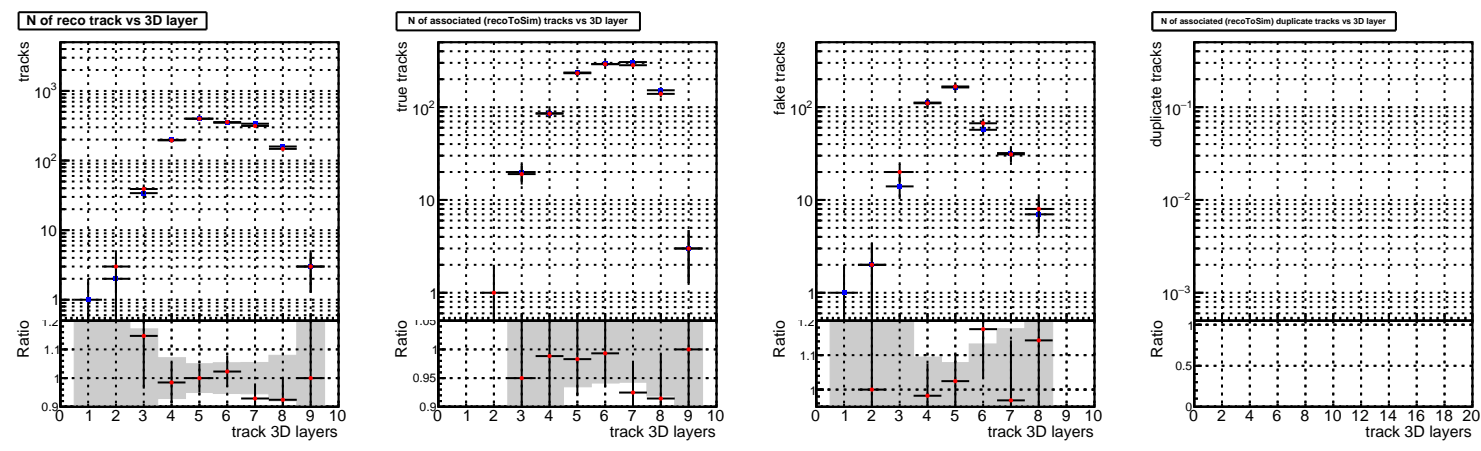 N of reco track vs 3D layer
tracks
10³
10²
10
1
Ratio
1.2
1.1
1
0.9
0 1 2 3 4 5 6 7 8 9 10
track 3D layers
N of associated (recoToSim) tracks vs 3D layer
true tracks
10²
10
1
Ratio
1.05
1
0.95
0.9
0 1 2 3 4 5 6 7 8 9 10
track 3D layers
fake tracks
10²
10
1
Ratio
1.2
1.1
1
0 1 2 3 4 5 6 7 8 9 10
track 3D layers
N of associated (recoToSim) duplicate tracks vs 3D layer
duplicate tracks
10⁻¹
10⁻²
10⁻³
Ratio
1
0.5
0
0 2 4 6 8 10 12 14 16 18 20
track 3D layers